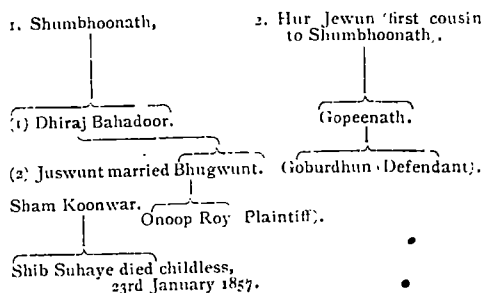 1. Shumbhoonath,
2. Hur Jewun (first cousin
to Shumbhoonath).
(1) Dhiraj Bahadoor.
Gopeenath.
(2) Juswunt married Bhugwunt.
Goburdhun (Defendant).
Sham Koonwar.
Onoop Roy Plaintiff).
Shib Suhaye died childless,
23rd January 1857.